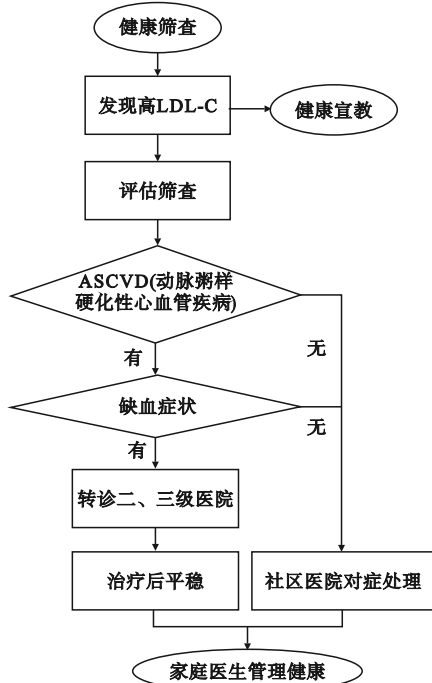 健康筛查
发现高LDL-C
健康宣教
评估筛查
ASCVD(动脉粥样
硬化性心血管疾病)
有
无
缺血症状
有
无
转诊二、三级医院
治疗后平稳
社区医院对症处理
家庭医生管理健康